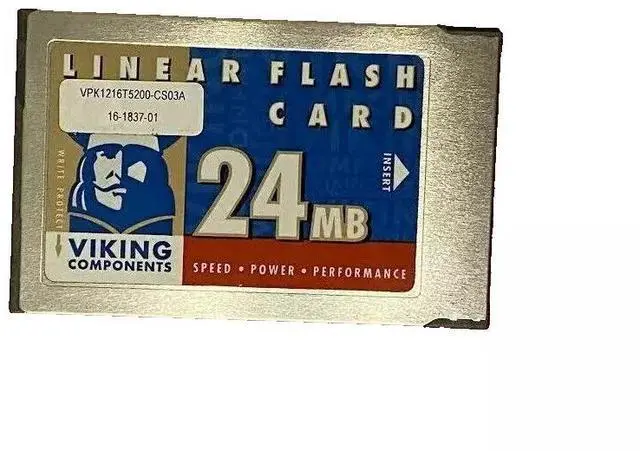 LINEAR FLASH
CARD
VPK1216T5200-CS03A
16-1837-01
WRITE PROTECT
INSERT
24MB
VIKING
COMPONENTS
SPEED • POWER • PERFORMANCE